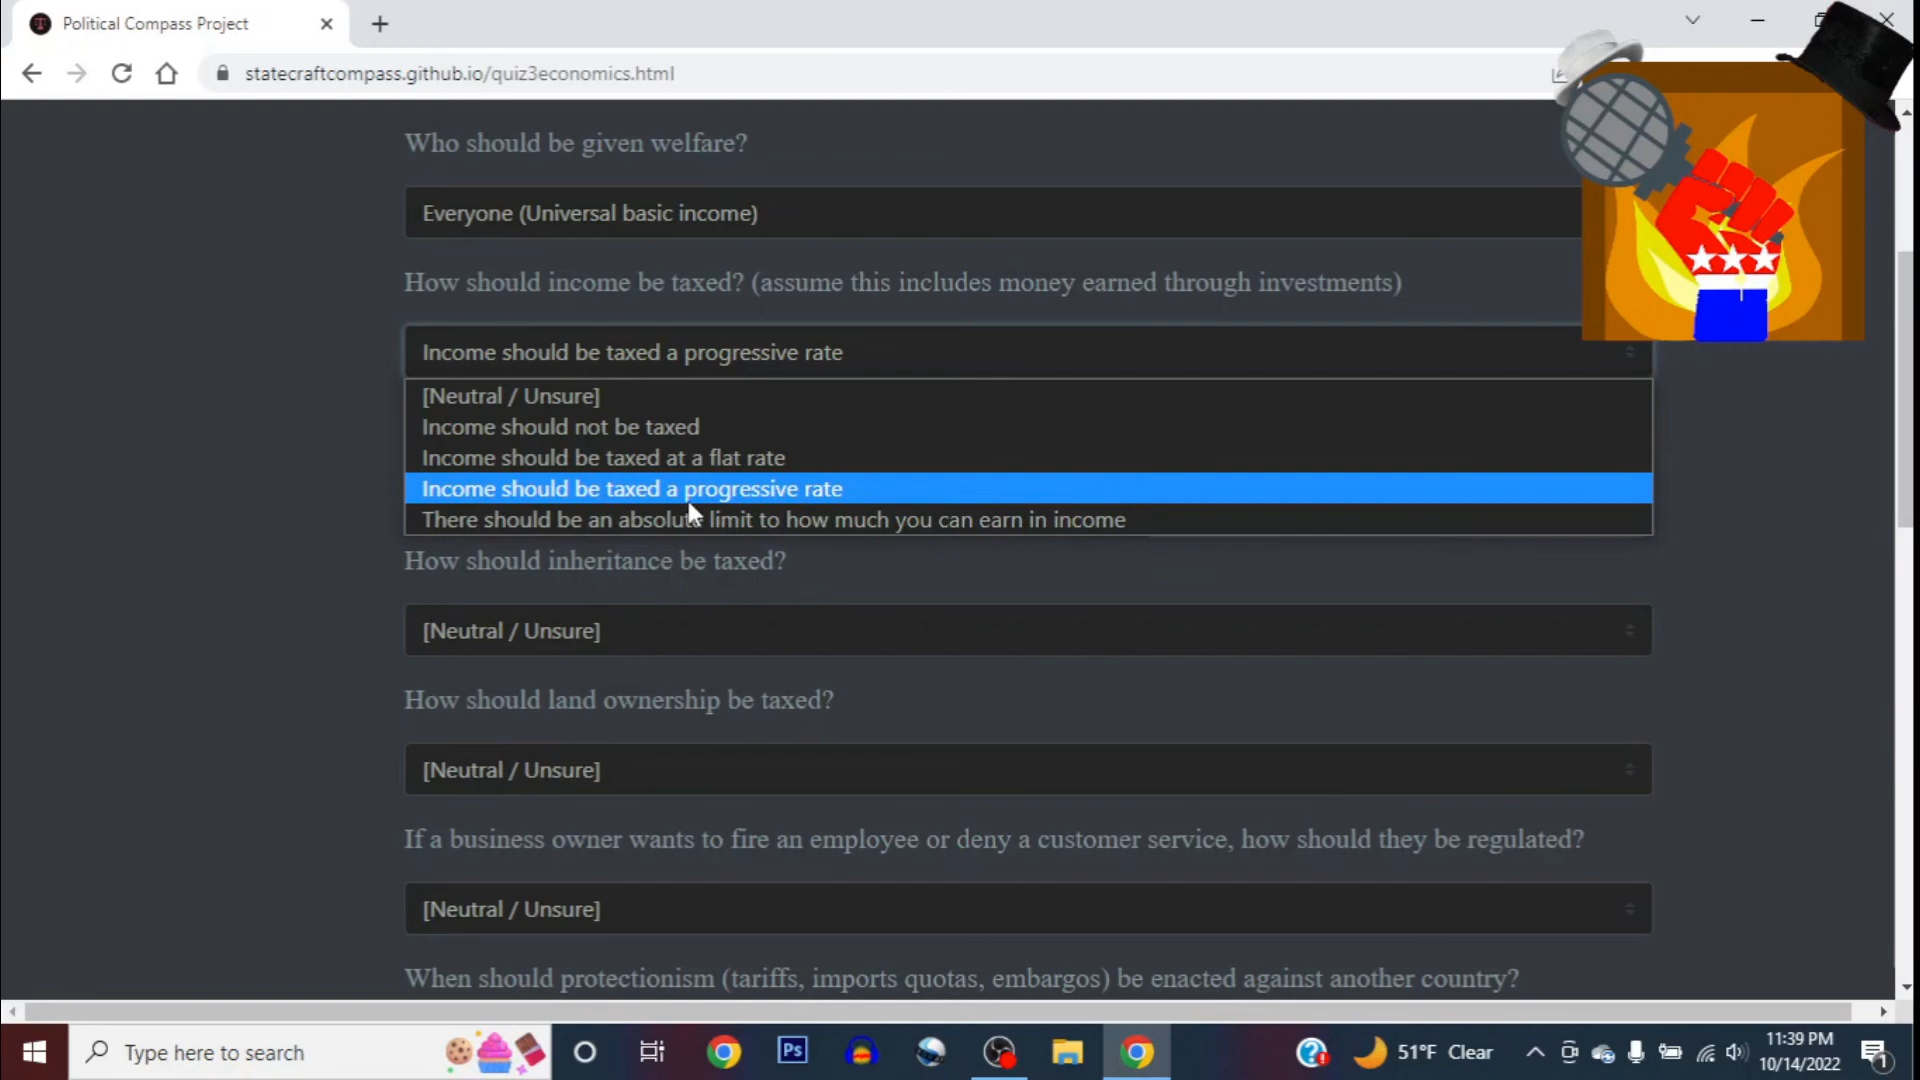 Political Compass Project
statecraftcompass.github.io/quiz3economics.html
Who should be given welfare?
Everyone (Universal basic income)
How should income be taxed? (assume this includes money earned through investments)
Income should be taxed a progressive rate
[Neutral / Unsure]
Income should not be taxed
Income should be taxed at a flat rate
Income should be taxed a progressive rate
There should be an absolute limit to how much you can earn in income
How should inheritance be taxed?
[Neutral / Unsure]
How should land ownership be taxed?
[Neutral / Unsure]
If a business owner wants to fire an employee or deny a customer service, how should they be regulated?
[Neutral / Unsure]
When should protectionism (tariffs, imports quotas, embargos) be enacted against another country?
Type here to search
Ps
51°F Clear
11:39 PM
10/14/2022
1